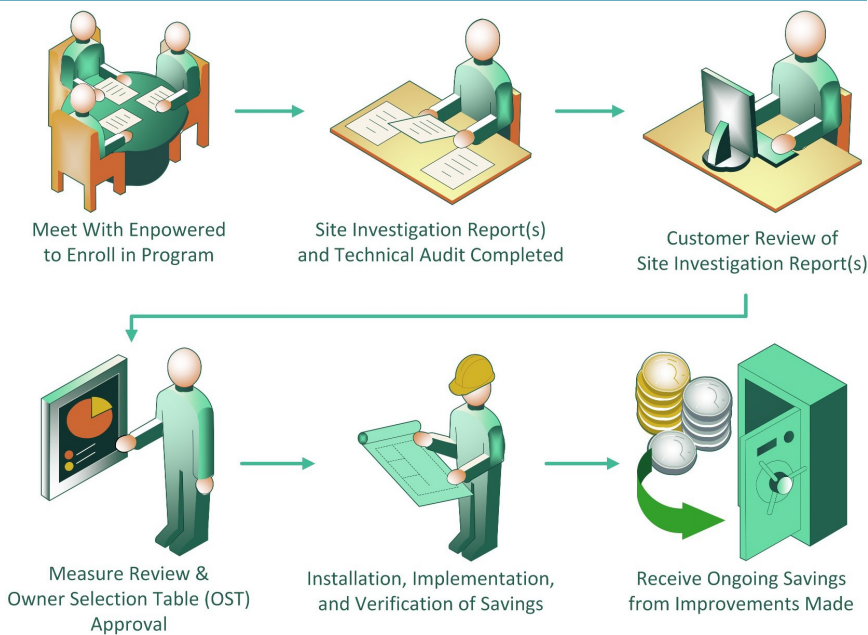 Meet With Enpowered
to Enroll in Program
Site Investigation Report(s)
and Technical Audit Completed
Customer Review of
Site Investigation Report(s)
Measure Review &
Owner Selection Table (OST)
Approval
Installation, Implementation,
and Verification of Savings
Receive Ongoing Savings
from Improvements Made